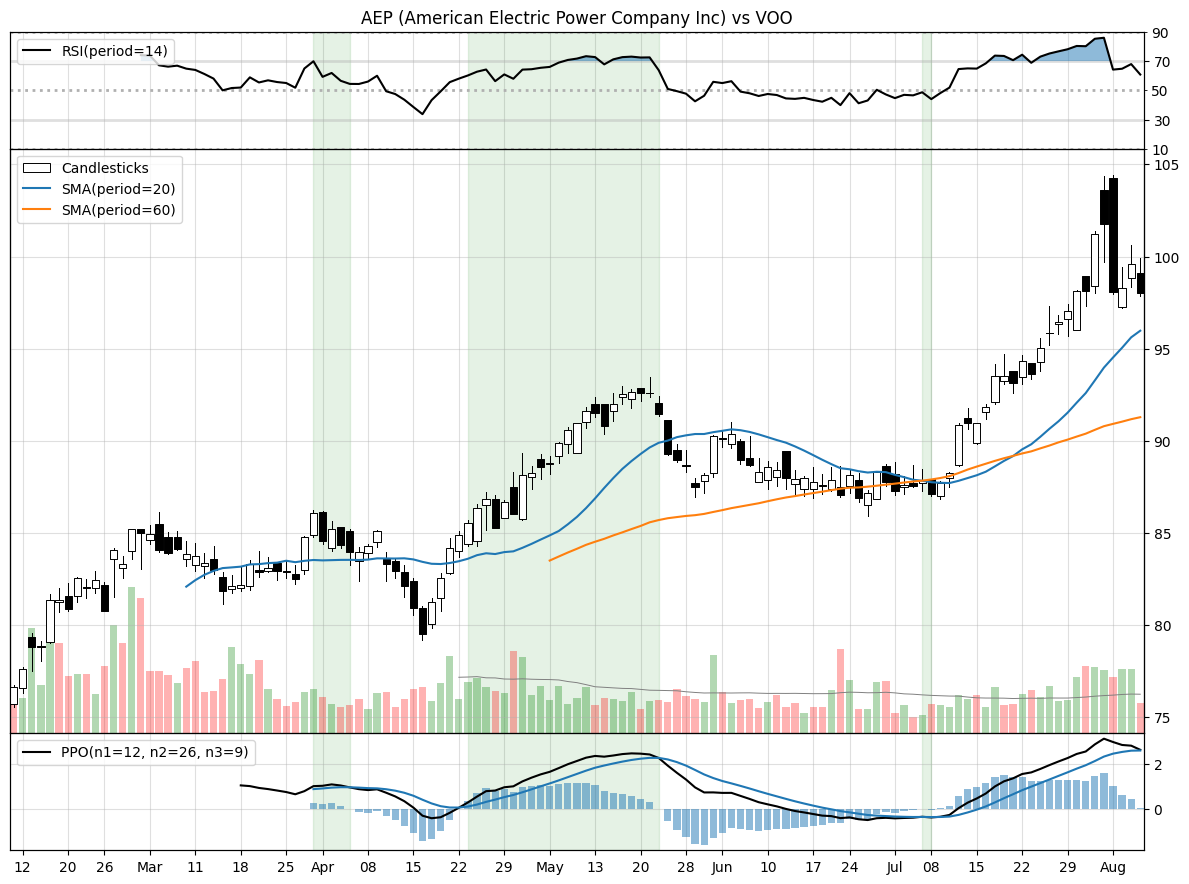 AEP (American Electric Power Company Inc) vs VOO
RSI(period=14)
90
70
50
30
10
Candlesticks
SMA(period=20)
SMA(period=60)
105
100
95
90
85
80
75
PPO(n1=12, n2=26, n3=9)
2
0
12 20 26 Mar 11 18 25 Apr 08 15 22 29 May 13 20 28 Jun 10 17 24 Jul 08 15 22 29 Aug